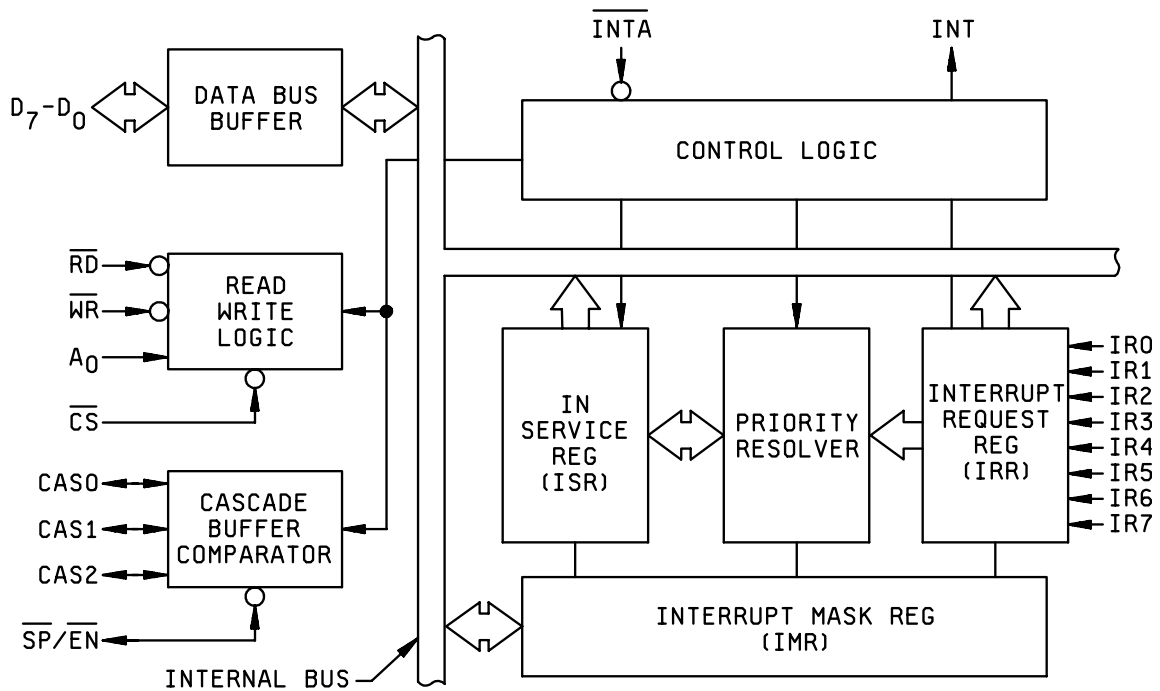 INTA
INT
D7-D0
DATA BUS
BUFFER
CONTROL LOGIC
RD
WR
A0
CS
READ
WRITE
LOGIC
IN
SERVICE
REG
(ISR)
PRIORITY
RESOLVER
INTERRUPT
REQUEST
REG
(IRR)
IR0
IR1
IR2
IR3
IR4
IR5
IR6
IR7
CAS0
CAS1
CAS2
SP/EN
CASCADE
BUFFER
COMPARATOR
INTERRUPT MASK REG
(IMR)
INTERNAL BUS